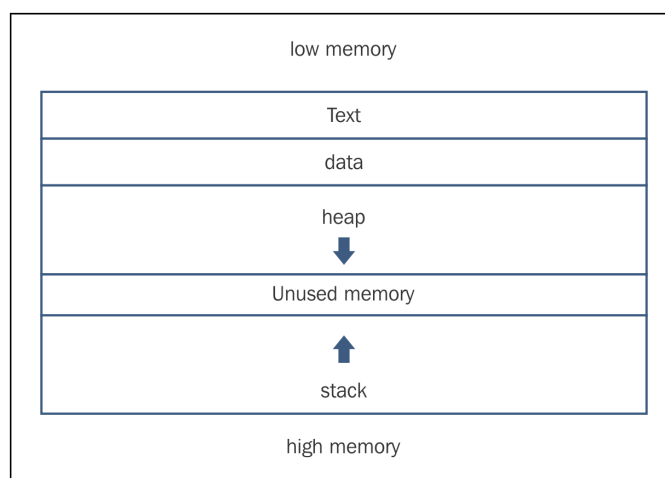 low memory
Text
data
heap
Unused memory
stack
high memory